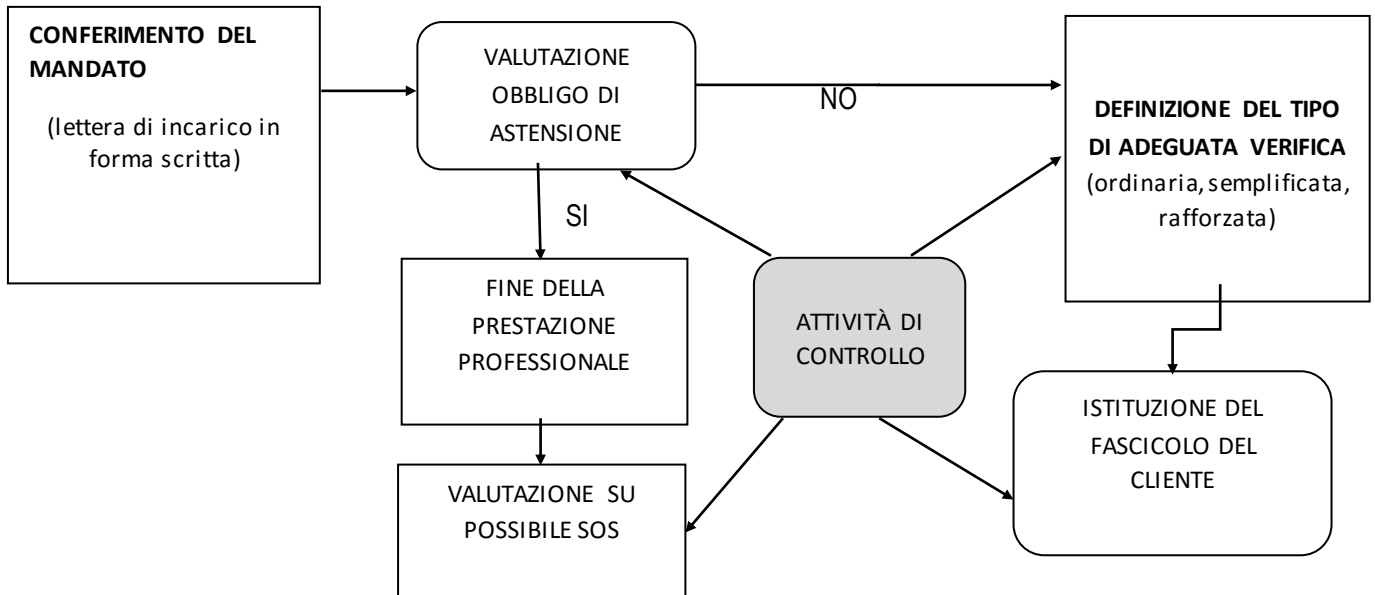 CONFERIMENTO DEL
MANDATO
(lettera di incarico in
forma scritta)
VALUTAZIONE
OBBLIGO DI
ASTENSIONE
NO
DEFINIZIONE DEL TIPO
DI ADEGUATA VERIFICA
(ordinaria, semplificata,
rafforzata)
SI
FINE DELLA
PRESTAZIONE
PROFESSIONALE
ATTIVITÀ DI
CONTROLLO
ISTITUZIONE DEL
FASCICOLO DEL
CLIENTE
VALUTAZIONE SU
POSSIBILE SOS